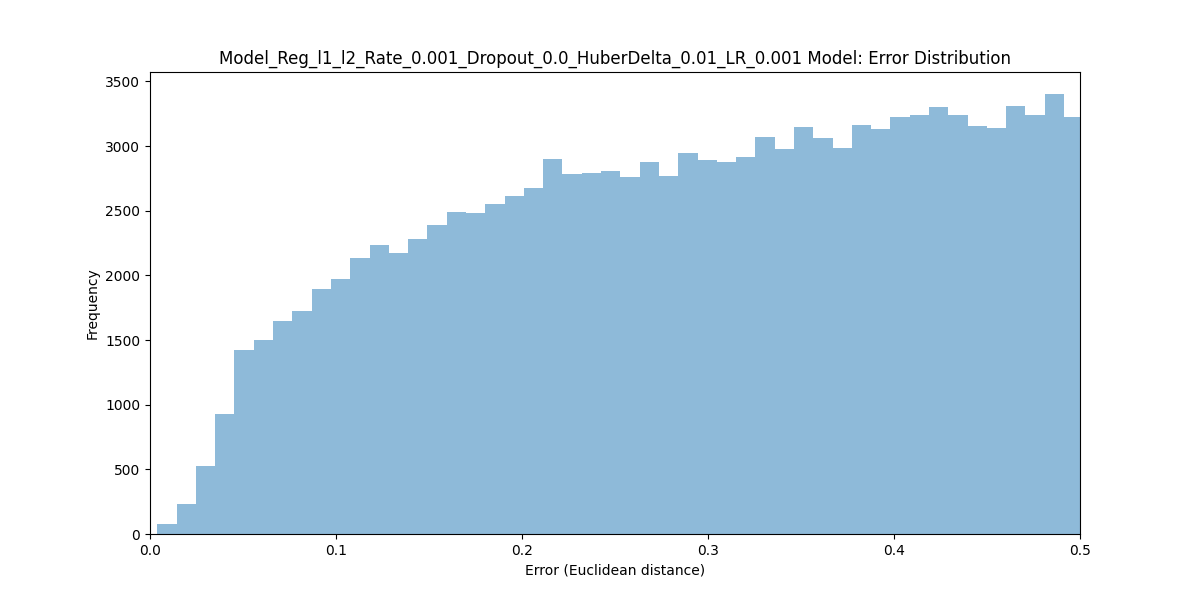 Model_Reg_l1_l2_Rate_0.001_Dropout_0.0_HuberDelta_0.01_LR_0.001 Model: Error Distribution
3500
3000
2500
2000
1500
1000
500
0
Frequency
0.0 0.1 0.2 0.3 0.4 0.5
Error (Euclidean distance)